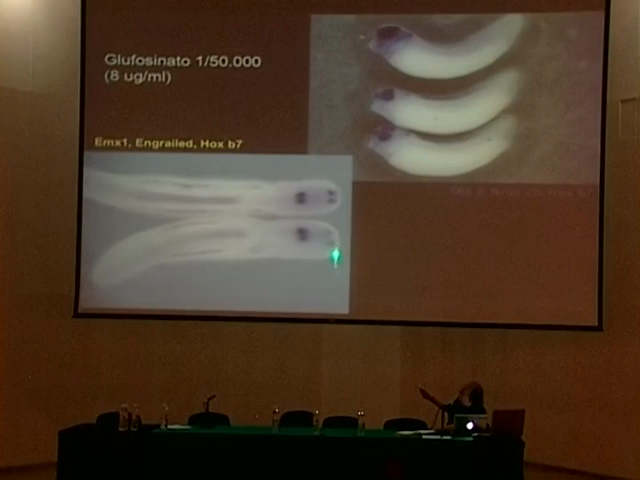 Glufosinato 1/50.000
(8 ug/ml)
Emx1, Engrailed, Hox b7